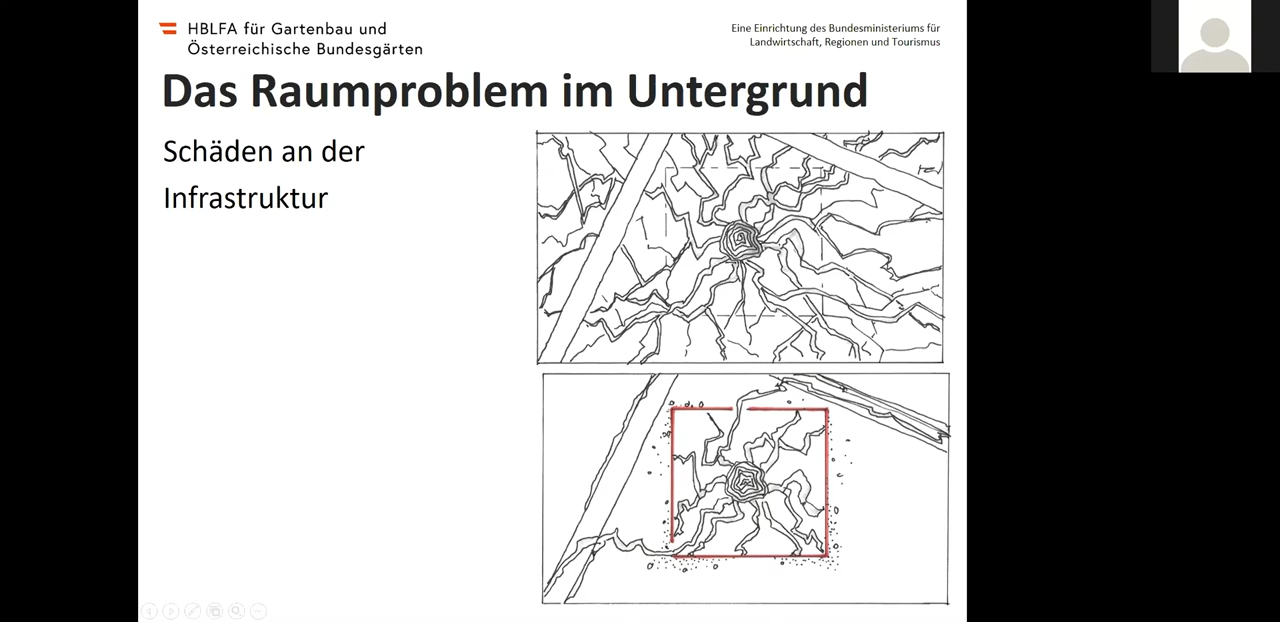 HBLFA für Gartenbau und
Österreichische Bundesgärten
Eine Einrichtung des Bundesministeriums für
Landwirtschaft, Regionen und Tourismus
Das Raumproblem im Untergrund
Schäden an der
Infrastruktur